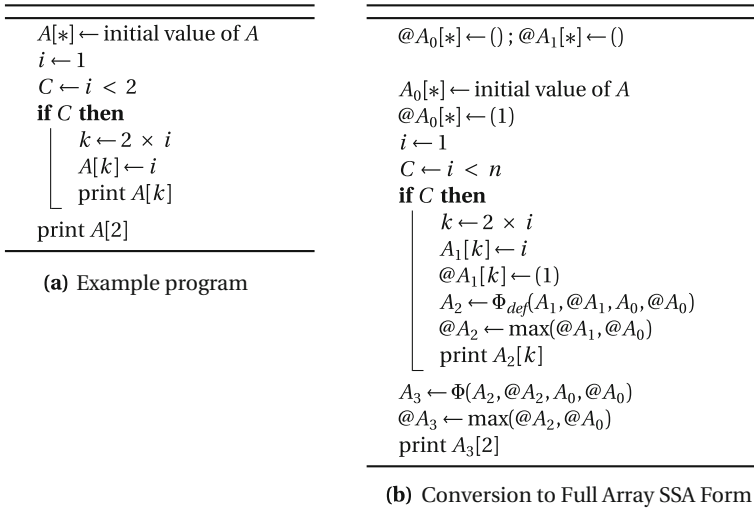 A[∗] ← initial value of A
i ← 1
C ← i < 2
if C then
k ← 2 × i
A[k] ← i
print A[k]
print A[2]
(a) Example program
@A₀[∗] ← () ; @A₁[∗] ← ()
A₀[∗] ← initial value of A
@A₀[∗] ← (1)
i ← 1
C ← i < n
if C then
k ← 2 × i
A₁[k] ← i
@A₁[k] ← (1)
A₂ ← Φdef(A₁,@A₁,A₀,@A₀)
@A₂ ← max(@A₁,@A₀)
print A₂[k]
A₃ ← Φ(A₂,@A₂,A₀,@A₀)
@A₃ ← max(@A₂,@A₀)
print A₃[2]
(b) Conversion to Full Array SSA Form